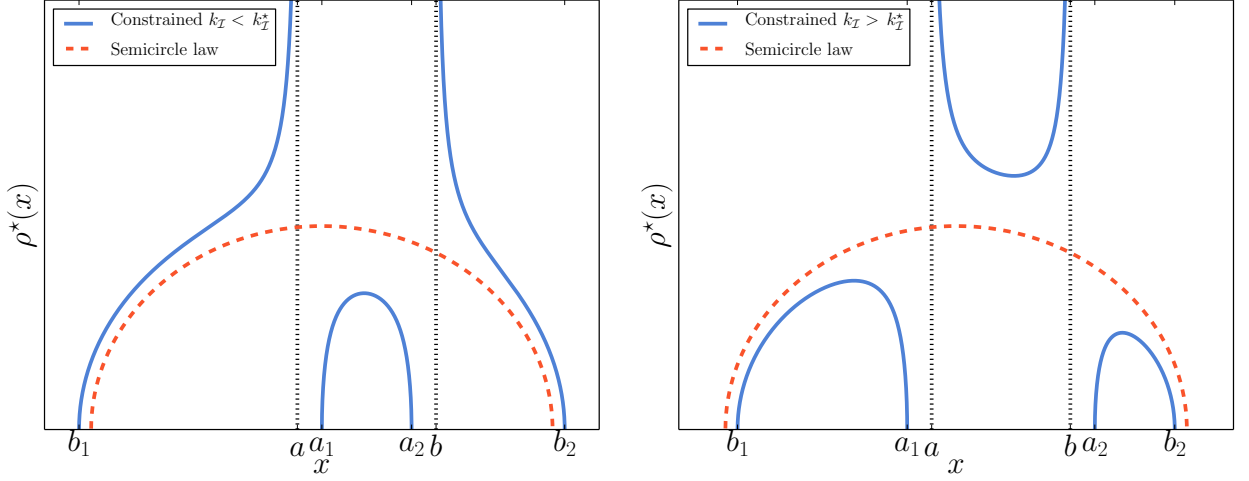 Constrained $k_{\mathcal{I}} < k_{\mathcal{I}}^{\star}$
Semicircle law
$\rho^{\star}(x)$
$b_1$ $a$ $a_1$ $a_2$ $b$ $b_2$
$x$
Constrained $k_{\mathcal{I}} > k_{\mathcal{I}}^{\star}$
Semicircle law
$\rho^{\star}(x)$
$b_1$ $a_1$ $a$ $b$ $a_2$ $b_2$
$x$